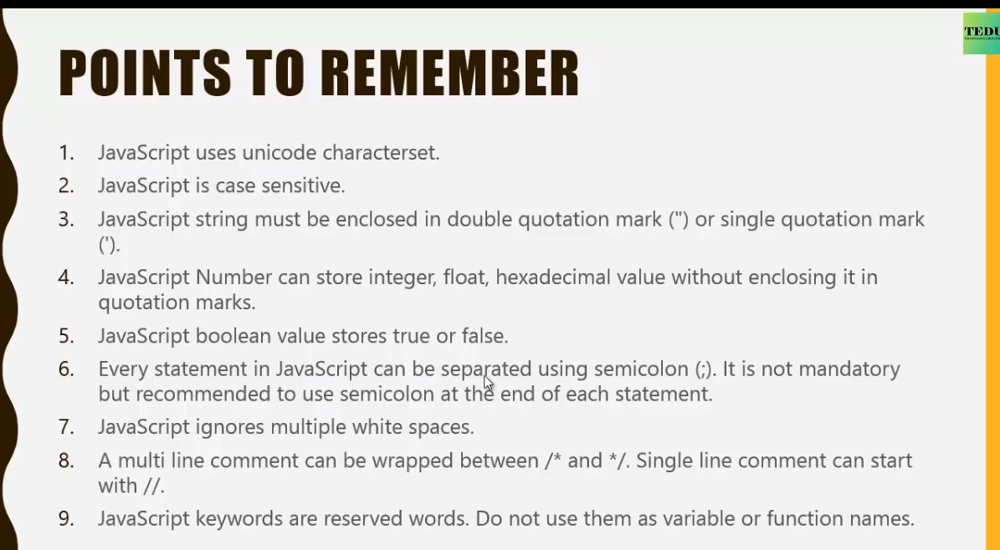 TEDU
POINTS TO REMEMBER
1. JavaScript uses unicode characterset.
2. JavaScript is case sensitive.
3. JavaScript string must be enclosed in double quotation mark (") or single quotation mark
(').
4. JavaScript Number can store integer, float, hexadecimal value without enclosing it in
quotation marks.
5. JavaScript boolean value stores true or false.
6. Every statement in JavaScript can be separated using semicolon (;). It is not mandatory
but recommended to use semicolon at the end of each statement.
7. JavaScript ignores multiple white spaces.
8. A multi line comment can be wrapped between /* and */. Single line comment can start
with //.
9. JavaScript keywords are reserved words. Do not use them as variable or function names.